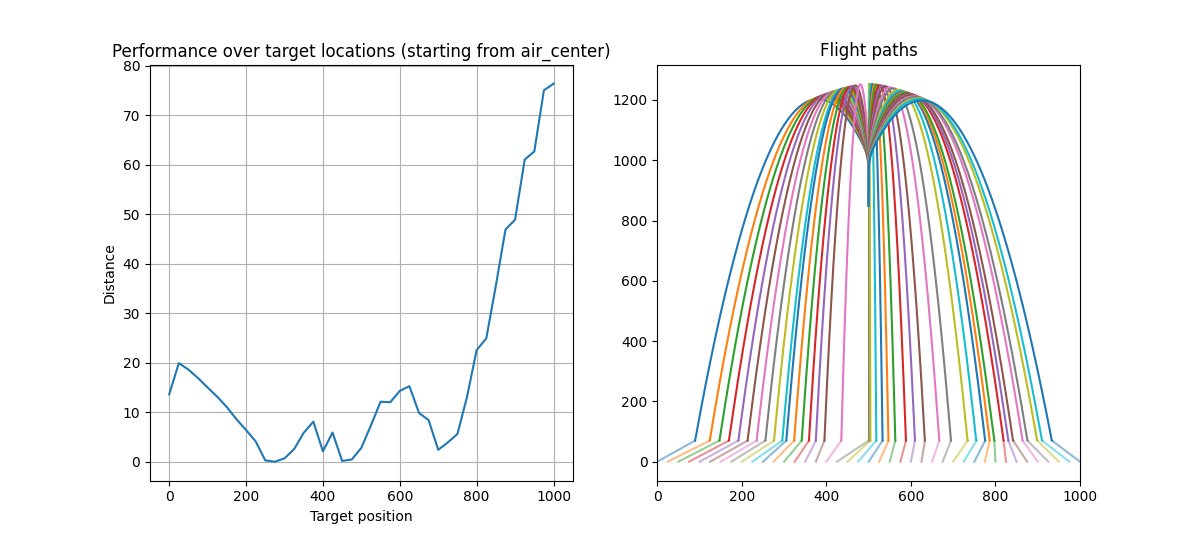 Performance over target locations (starting from air_center)
80
70
60
50
40
30
20
10
0
Distance
0 200 400 600 800 1000
Target position
Flight paths
1200
1000
800
600
400
200
0
0 200 400 600 800 1000